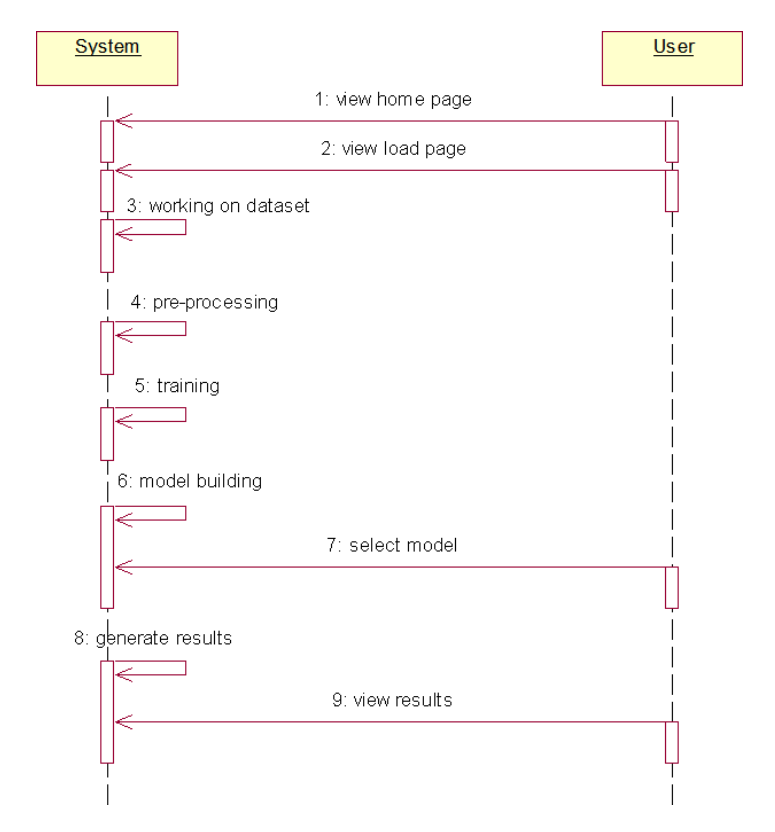 System
User
1: view home page
2: view load page
3: working on dataset
4: pre-processing
5: training
6: model building
7: select model
8: generate results
9: view results